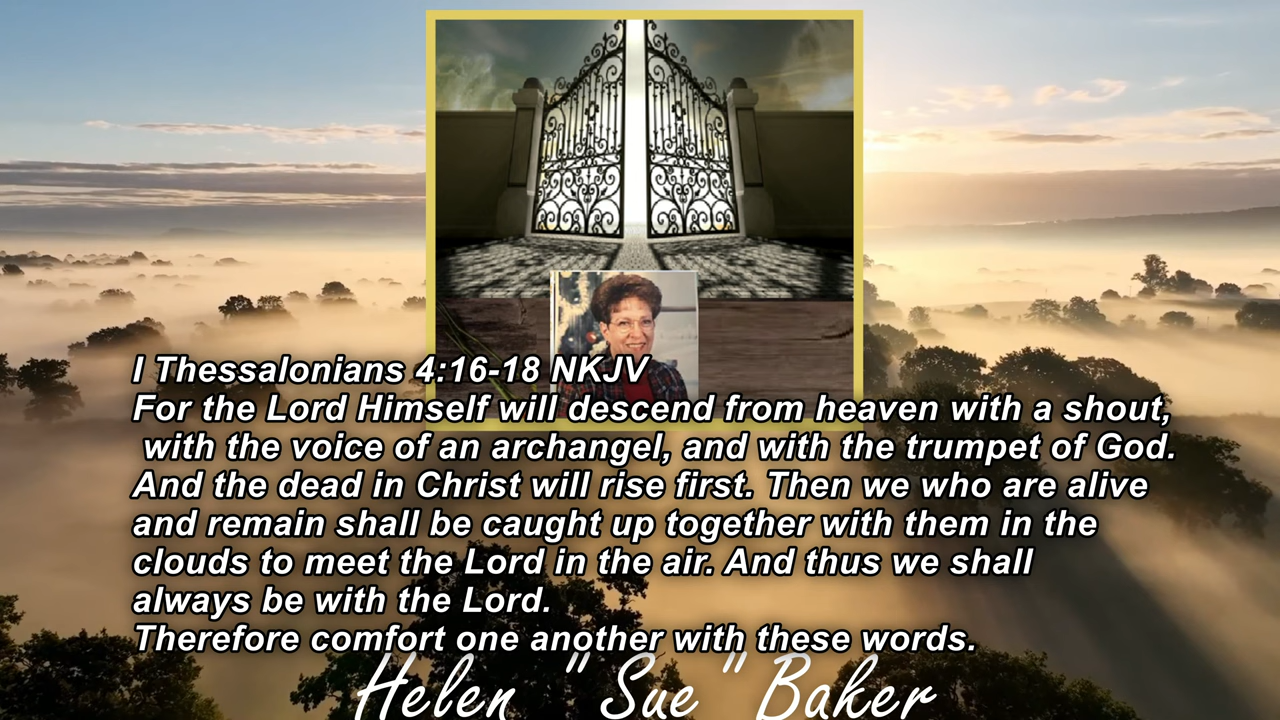 I Thessalonians 4:16-18 NKJV
For the Lord Himself will descend from heaven with a shout,
with the voice of an archangel, and with the trumpet of God.
And the dead in Christ will rise first. Then we who are alive
and remain shall be caught up together with them in the
clouds to meet the Lord in the air. And thus we shall
always be with the Lord.
Therefore comfort one another with these words.
Helen "Sue" Baker